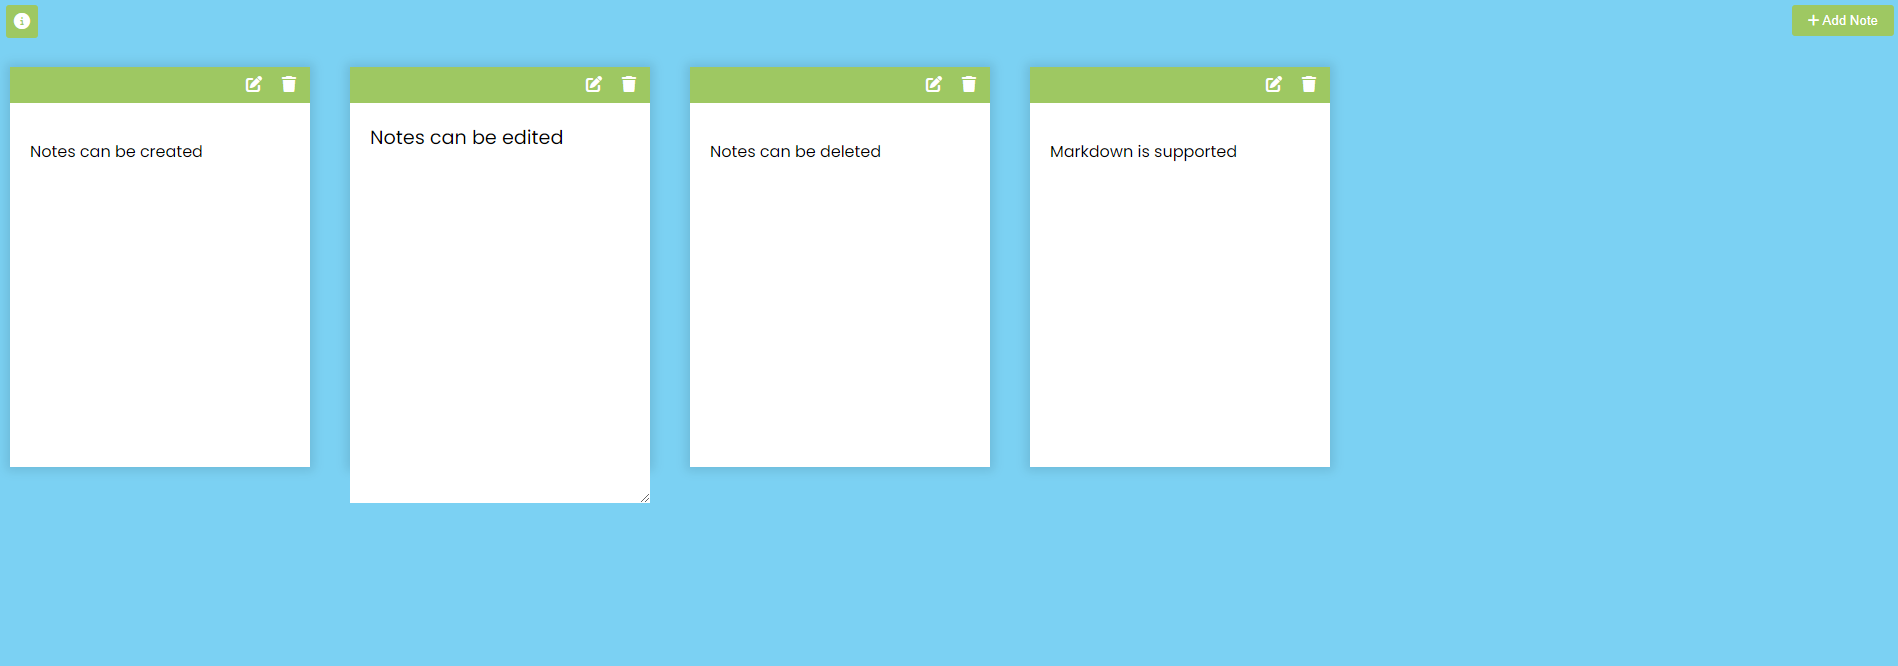 Add Note
Notes can be created
Notes can be edited
Notes can be deleted
Markdown is supported